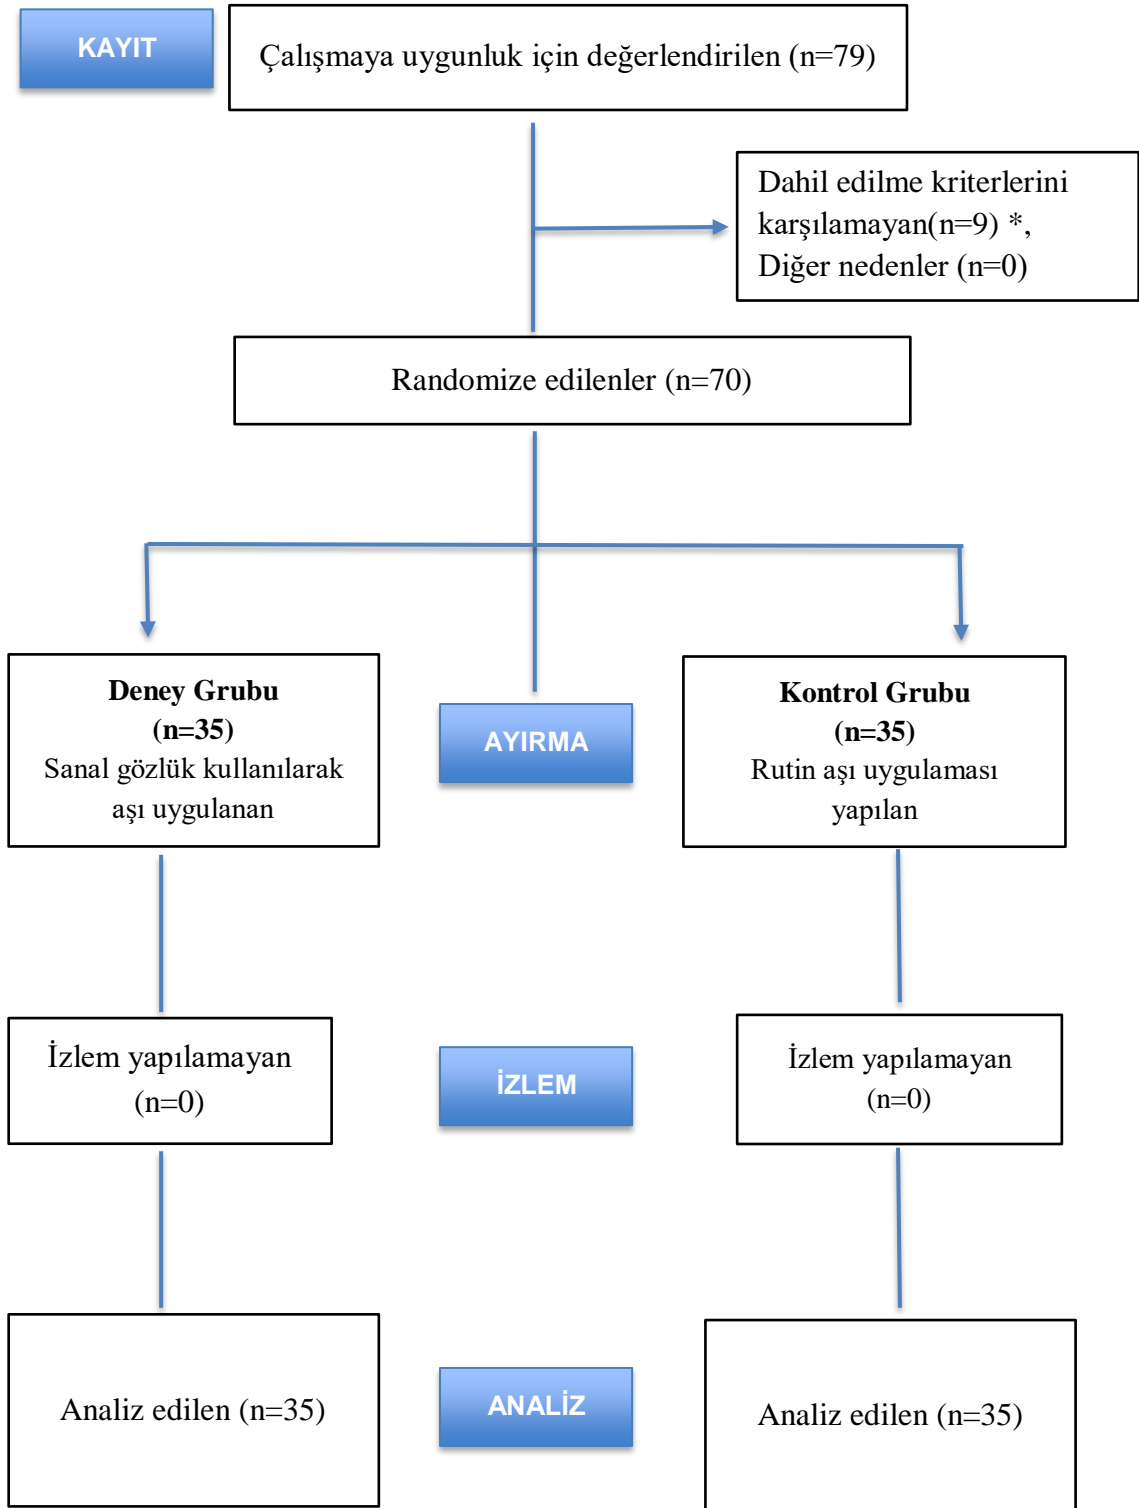 KAYIT
Çalışmaya uygunluk için değerlendirilen (n=79)
Dahil edilme kriterlerini
karşılamayan(n=9) *,
Diğer nedenler (n=0)
Randomize edilenler (n=70)
Deney Grubu
(n=35)
Sanal gözlük kullanılarak
aşı uygulanan
AYIRMA
Kontrol Grubu
(n=35)
Rutin aşı uygulaması
yapılan
İzlem yapılamayan
(n=0)
İZLEM
İzlem yapılamayan
(n=0)
Analiz edilen (n=35)
ANALİZ
Analiz edilen (n=35)